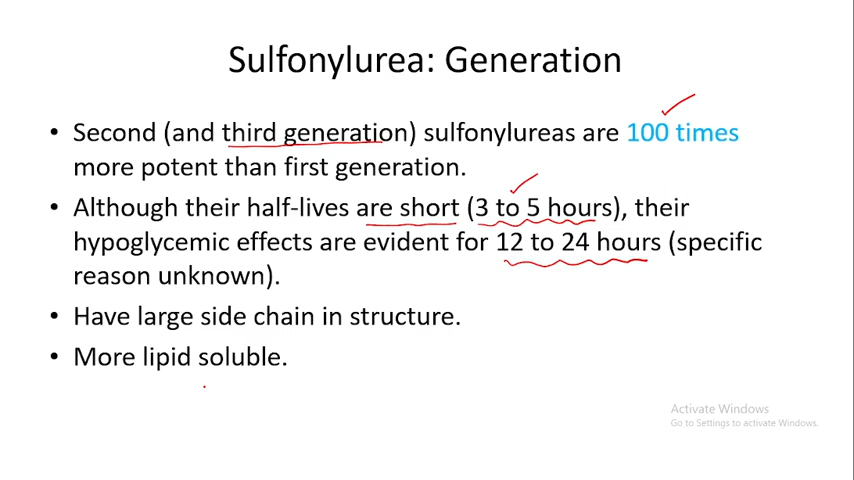 Sulfonylurea: Generation
• Second (and third generation) sulfonylureas are 100 times
more potent than first generation.
• Although their half-lives are short (3 to 5 hours), their
hypoglycemic effects are evident for 12 to 24 hours (specific
reason unknown).
• Have large side chain in structure.
• More lipid soluble.
Activate Windows
Go to Settings to activate Windows.